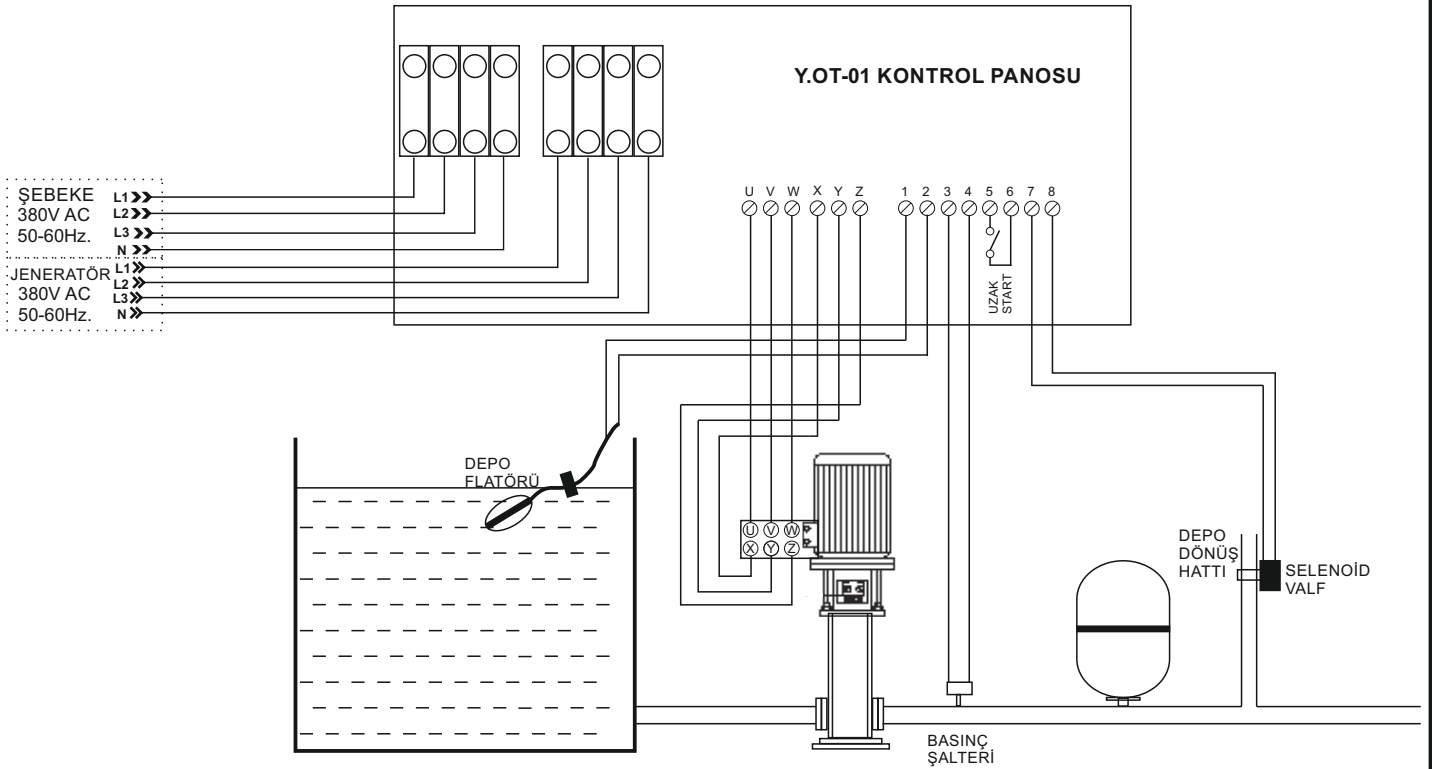 Y.OT-01 KONTROL PANOSU
ŞEBEKE
380V AC
50-60Hz.
L1
L2
L3
N
JENERATÖR
380V AC
50-60Hz.
L1
L2
L3
N
U V W X Y Z 1 2 3 4 5 6 7 8
UZAK
START
DEPO
FLATÖRÜ
U V W
X Y Z
DEPO
DÖNÜŞ
HATTI
SELENOİD
VALF
BASINÇ
ŞALTERİ